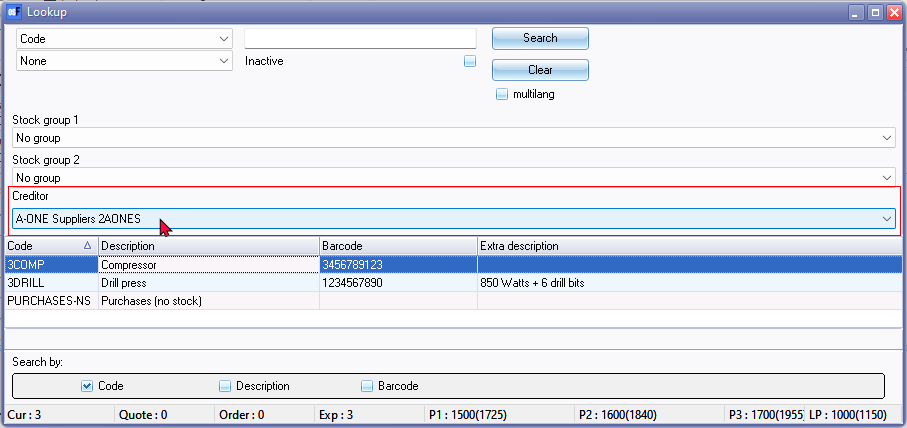 Lookup
Code Search
None Inactive Clear
multilang
Stock group 1
No group
Stock group 2
No group
Creditor
A-ONE Suppliers 2AONES
Code Description Barcode Extra description
3COMP Compressor 3456789123
3DRILL Drill press 1234567890 850 Watts + 6 drill bits
PURCHASES-NS Purchases (no stock)
Search by:
Code Description Barcode
Cur : 3 Quote : 0 Order : 0 Exp : 3 P1 : 1500(1725) P2 : 1600(1840) P3 : 1700(1955) LP : 1000(1150)